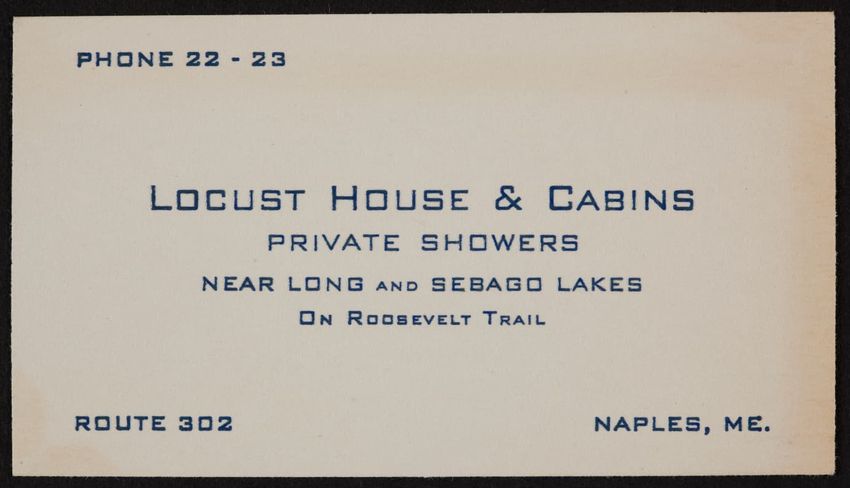 PHONE 22 - 23
LOCUST HOUSE & CABINS
PRIVATE SHOWERS
NEAR LONG AND SEBAGO LAKES
ON ROOSEVELT TRAIL
ROUTE 302
NAPLES, ME.